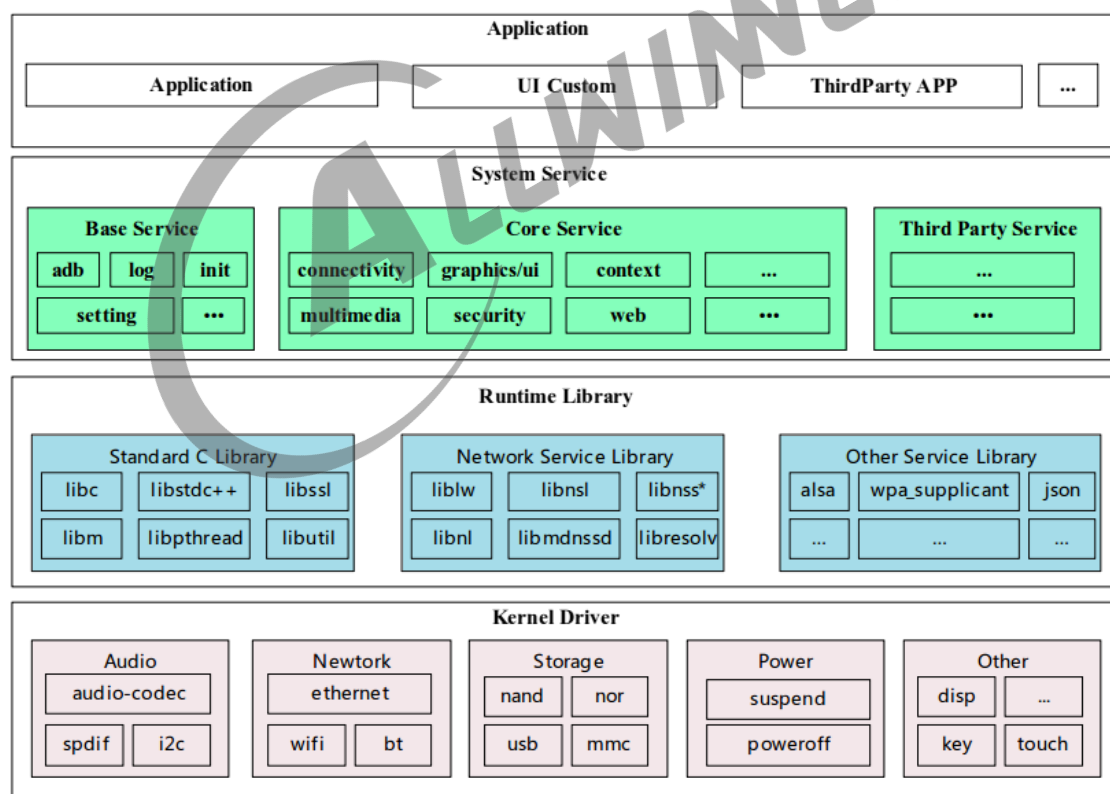 Application
Application UI Custom ThirdParty APP ...
System Service
Base Service Core Service Third Party Service
adb log init connectivity graphics/ui context ... ...
setting ... multimedia security web ... ...
Runtime Library
Standard C Library Network Service Library Other Service Library
libc libstdc++ libssl liblw libnsl libnss* alsa wpa_supplicant json
libm libpthread libutil libnl libmdnssd libresolv ... ... ...
Kernel Driver
Audio Newtork Storage Power Other
audio-codec ethernet nand nor suspend disp ...
spdif i2c wifi bt usb mmc poweroff key touch